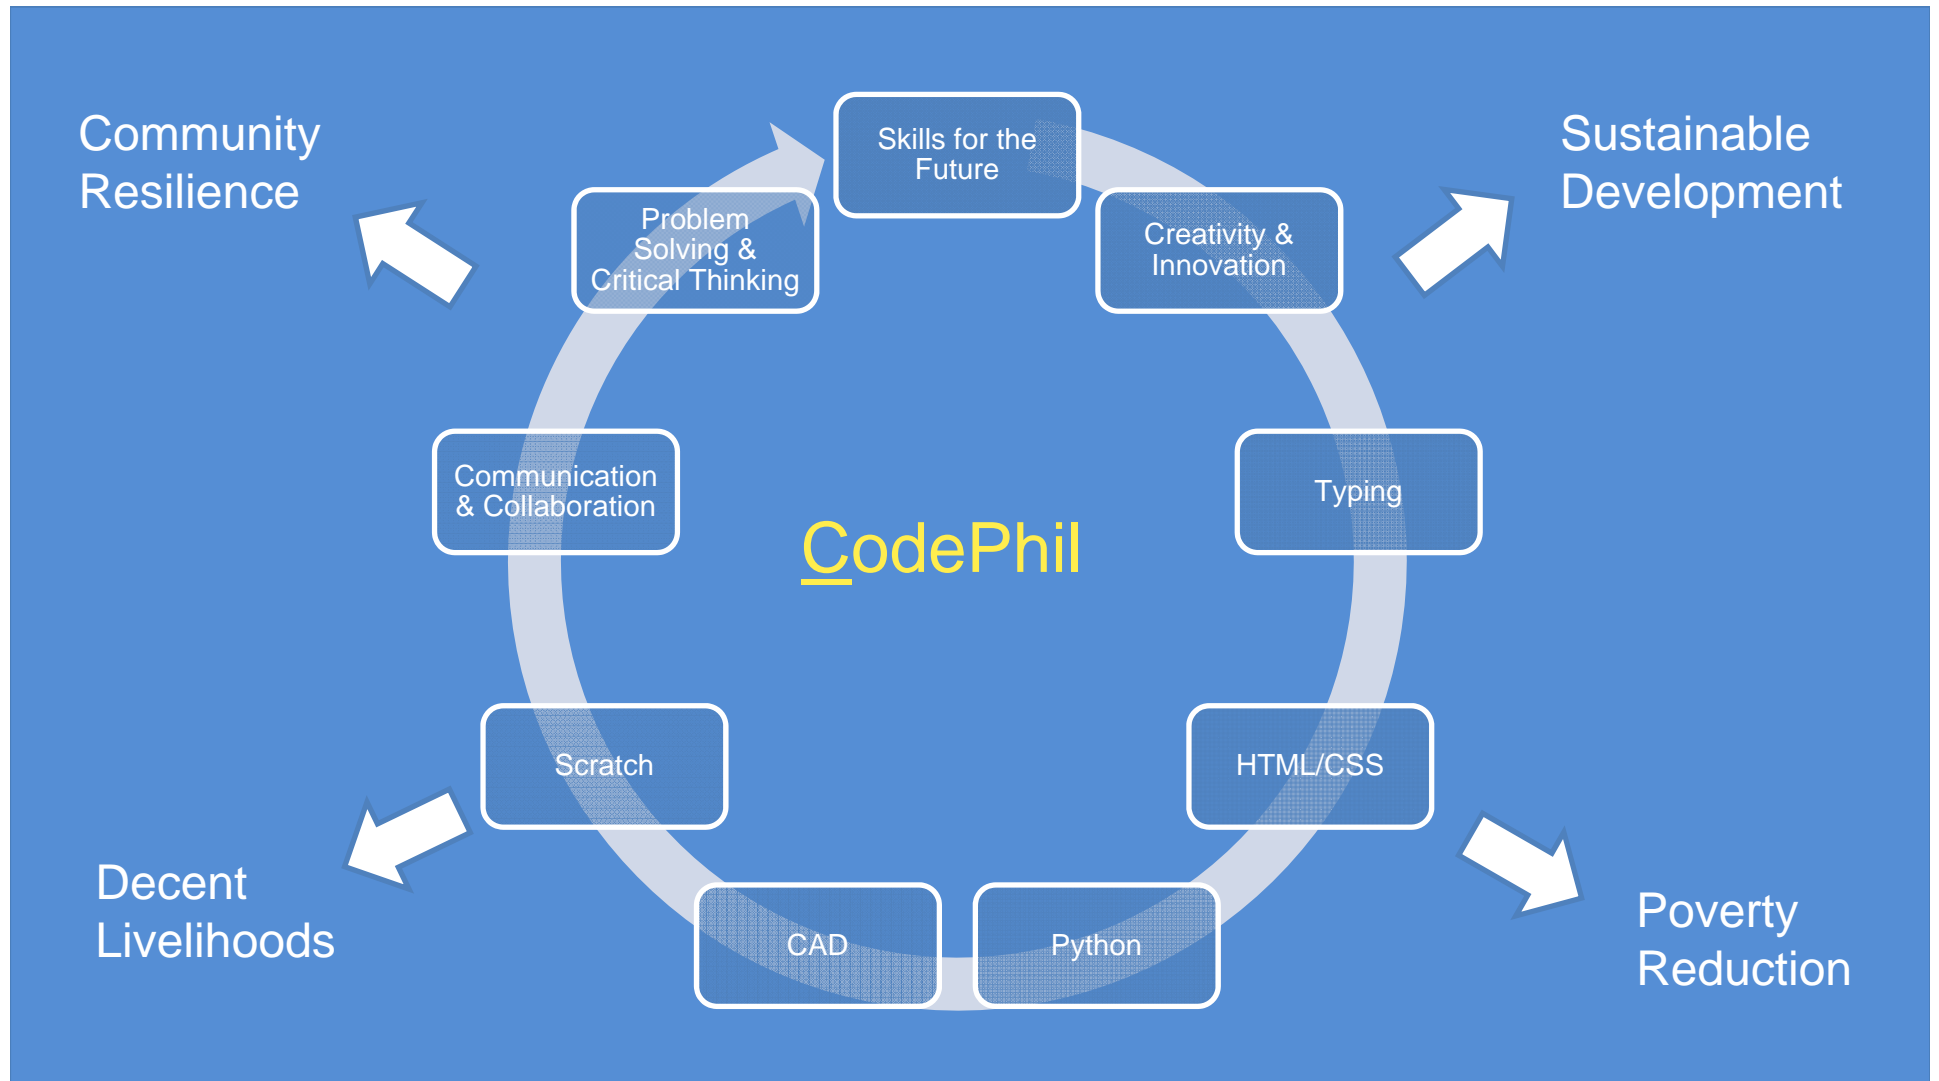 Community
Resilience
Skills for the
Future
Sustainable
Development
Problem
Solving &
Critical Thinking
Creativity &
Innovation
Communication
& Collaboration
Typing
CodePhil
Scratch
HTML/CSS
Decent
Livelihoods
CAD
Python
Poverty
Reduction